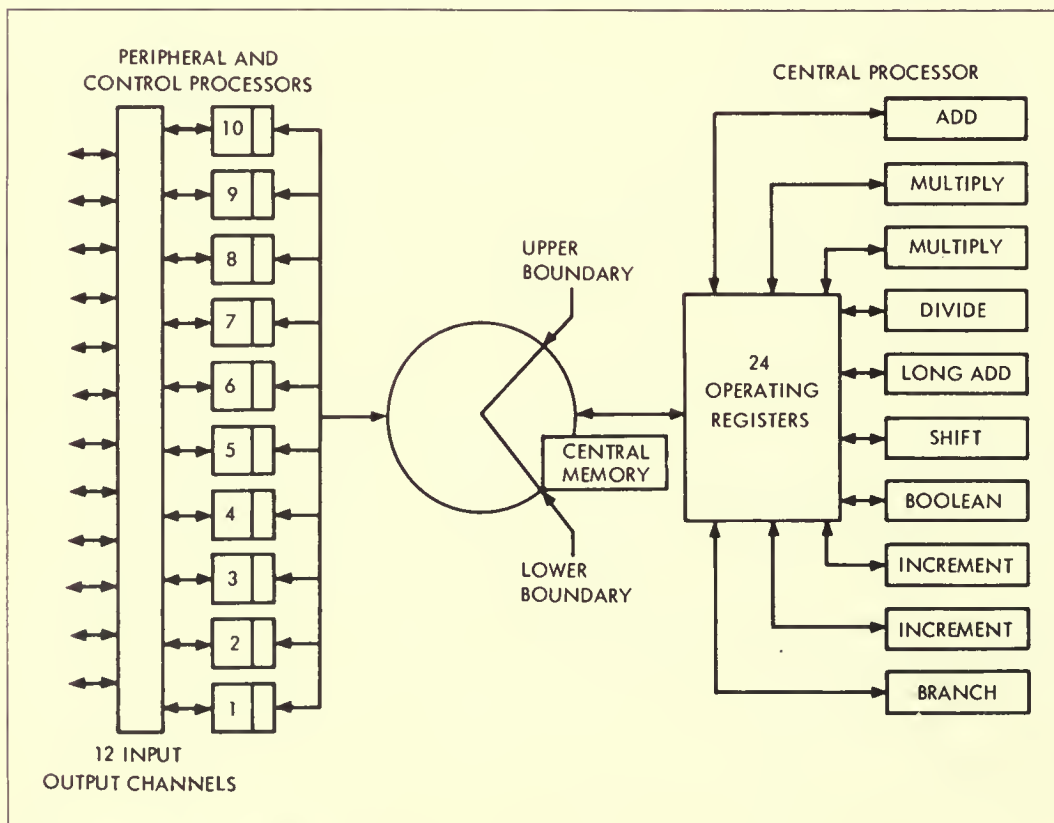 PERIPHERAL AND
CONTROL PROCESSORS
10
9
8
7
6
5
4
3
2
1
12 INPUT
OUTPUT CHANNELS
UPPER
BOUNDARY
CENTRAL
MEMORY
LOWER
BOUNDARY
CENTRAL PROCESSOR
24
OPERATING
REGISTERS
ADD
MULTIPLY
MULTIPLY
DIVIDE
LONG ADD
SHIFT
BOOLEAN
INCREMENT
INCREMENT
BRANCH